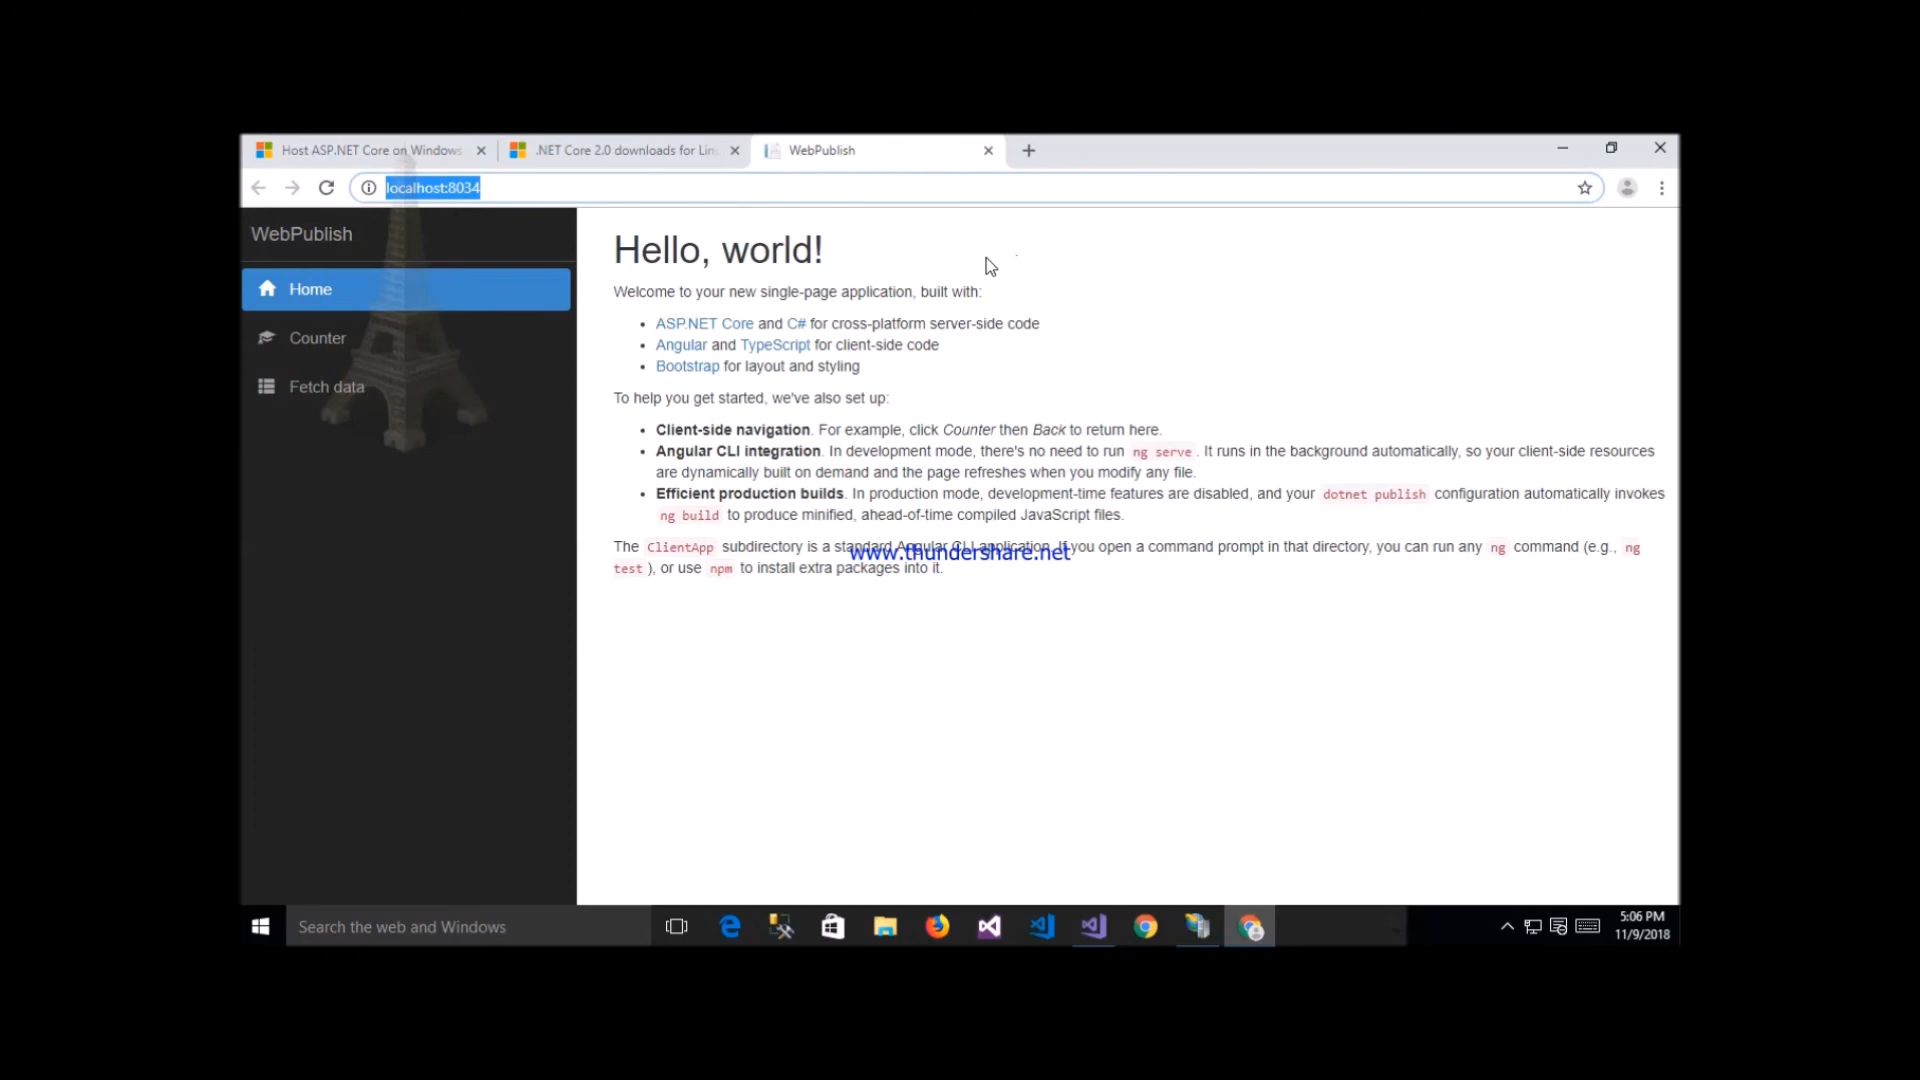 Host ASP.NET Core on Windows
.NET Core 2.0 downloads for Lin
WebPublish
localhost:8034
WebPublish
Home
Counter
Fetch data
Hello, world!
Welcome to your new single-page application, built with:
ASP.NET Core and C# for cross-platform server-side code
Angular and TypeScript for client-side code
Bootstrap for layout and styling
To help you get started, we've also set up:
Client-side navigation. For example, click Counter then Back to return here.
Angular CLI integration. In development mode, there's no need to run ng serve. It runs in the background automatically, so your client-side resources
are dynamically built on demand and the page refreshes when you modify any file.
Efficient production builds. In production mode, development-time features are disabled, and your dotnet publish configuration automatically invokes
ng build to produce minified, ahead-of-time compiled JavaScript files.
The ClientApp subdirectory is a standard Angular CLI application. If you open a command prompt in that directory, you can run any ng command (e.g., ng
www.thundershare.net
test), or use npm to install extra packages into it.
Search the web and Windows
5:06 PM
11/9/2018